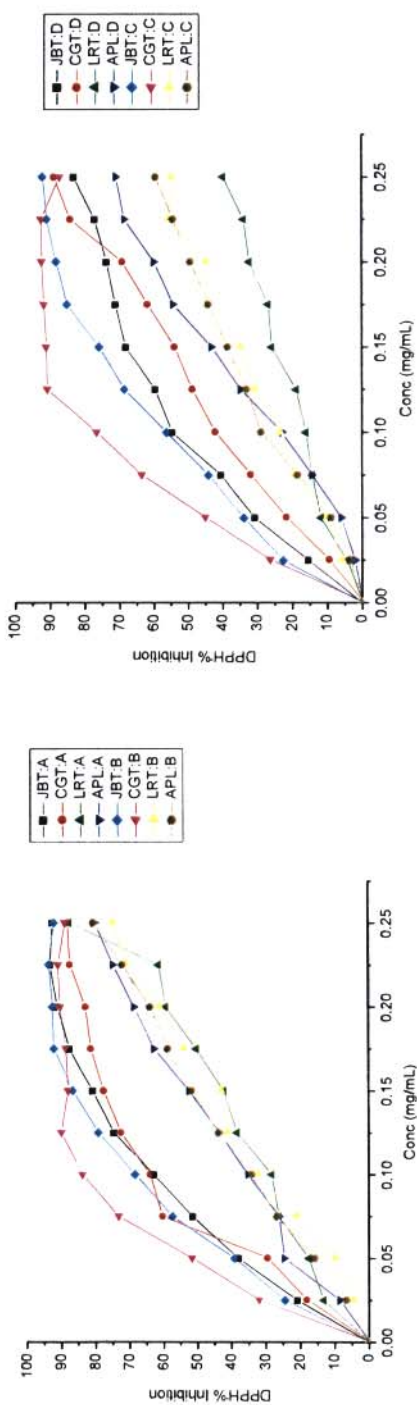 DPPH% Inhibition
100
90
80
70
60
50
40
30
20
10
0
0.00
0.05
0.10
0.15
0.20
0.25
Conc (mg/mL)
JBT:A
CGT:A
LRT:A
APL:A
JBT:B
CGT:B
LRT:B
APL:B
DPPH% Inhibition
100
90
80
70
60
50
40
30
20
10
0
0.00
0.05
0.10
0.15
0.20
0.25
Conc (mg/mL)
JBT:D
CGT:D
LRT:D
APL:D
JBT:C
CGT:C
LRT:C
APL:C